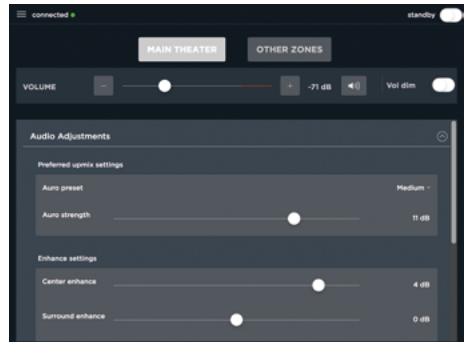 connected
standby
MAIN THEATER
OTHER ZONES
VOLUME - + -71 dB Vol dim
Audio Adjustments
Preferred upmix settings
Auro preset Medium
Auro strength 11 dB
Enhance settings
Center enhance 4 dB
Surround enhance 0 dB